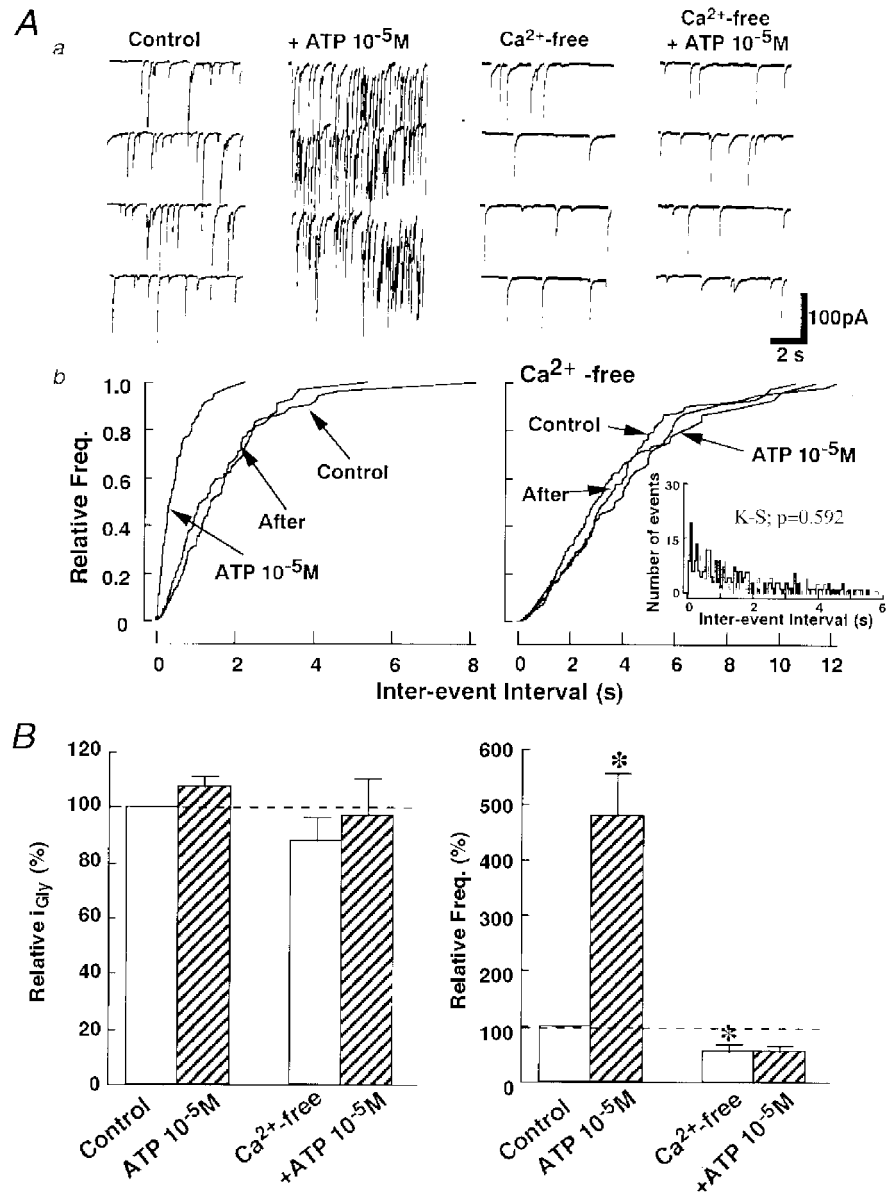 A
a
Control
+ ATP 10⁻⁵M
Ca²⁺-free
Ca²⁺-free
+ ATP 10⁻⁵M
100pA
2 s
b
Relative Freq.
1.0
0.8
0.6
0.4
0.2
0
Control
After
ATP 10⁻⁵M
0 2 4 6 8
Ca²⁺ -free
Control
ATP 10⁻⁵M
After
Number of events
30
15
0
K-S; p=0.592
0 2 4 6
Inter-event Interval (s)
0 2 4 6 8 10 12
Inter-event Interval (s)
B
Relative iGly (%)
120
100
80
60
40
20
0
Control
ATP 10⁻⁵M
Ca²⁺-free
+ATP 10⁻⁵M
Relative Freq. (%)
600
500
400
300
200
100
0
*
*
Control
ATP 10⁻⁵M
Ca²⁺-free
+ATP 10⁻⁵M